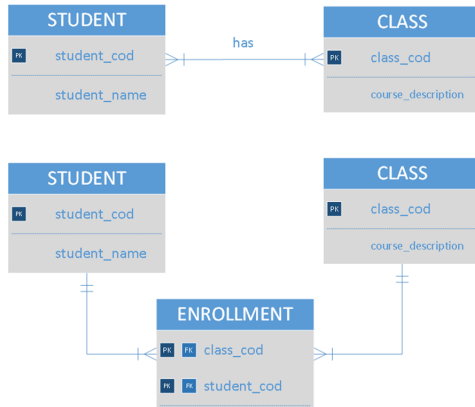 STUDENT
PK student_cod
student_name
has
CLASS
PK class_cod
course_description
STUDENT
PK student_cod
student_name
CLASS
PK class_cod
course_description
ENROLLMENT
PK FK class_cod
PK FK student_cod